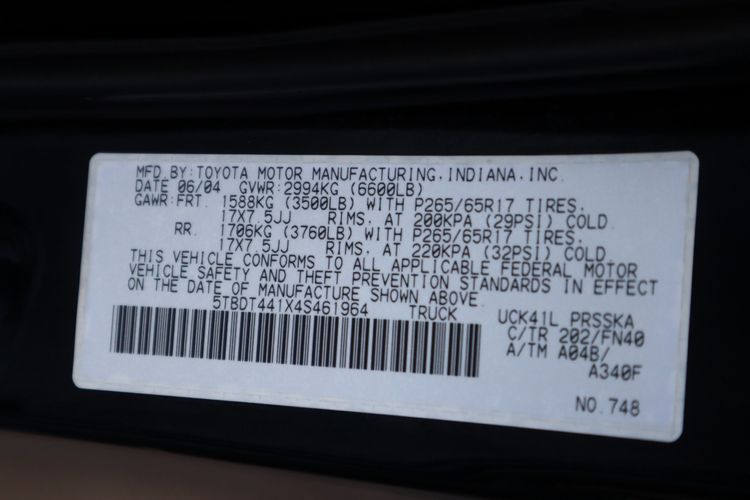 MFD BY:TOYOTA MOTOR MANUFACTURING.INDIANA.INC.
DATE 06/04 GVWR:2994KG (6600LB)
GAWR:FRT. 1588KG (3500LB) WITH P265/65R17 TIRES.
17X7.5JJ RIMS. AT 200KPA (29PSI) COLD.
RR. 1706KG (3760LB) WITH P265/65R17 TIRES.
17X7.5JJ RIMS. AT 220KPA (32PSI) COLD.
THIS VEHICLE CONFORMS TO ALL APPLICABLE FEDERAL MOTOR
VEHICLE SAFETY AND THEFT PREVENTION STANDARDS IN EFFECT
ON THE DATE OF MANUFACTURE SHOWN ABOVE.
5TBDT441X4S461964 TRUCK
UCK41L PRSSKA
C/TR 202/FN40
A/TM A04B/
A340F
NO.748